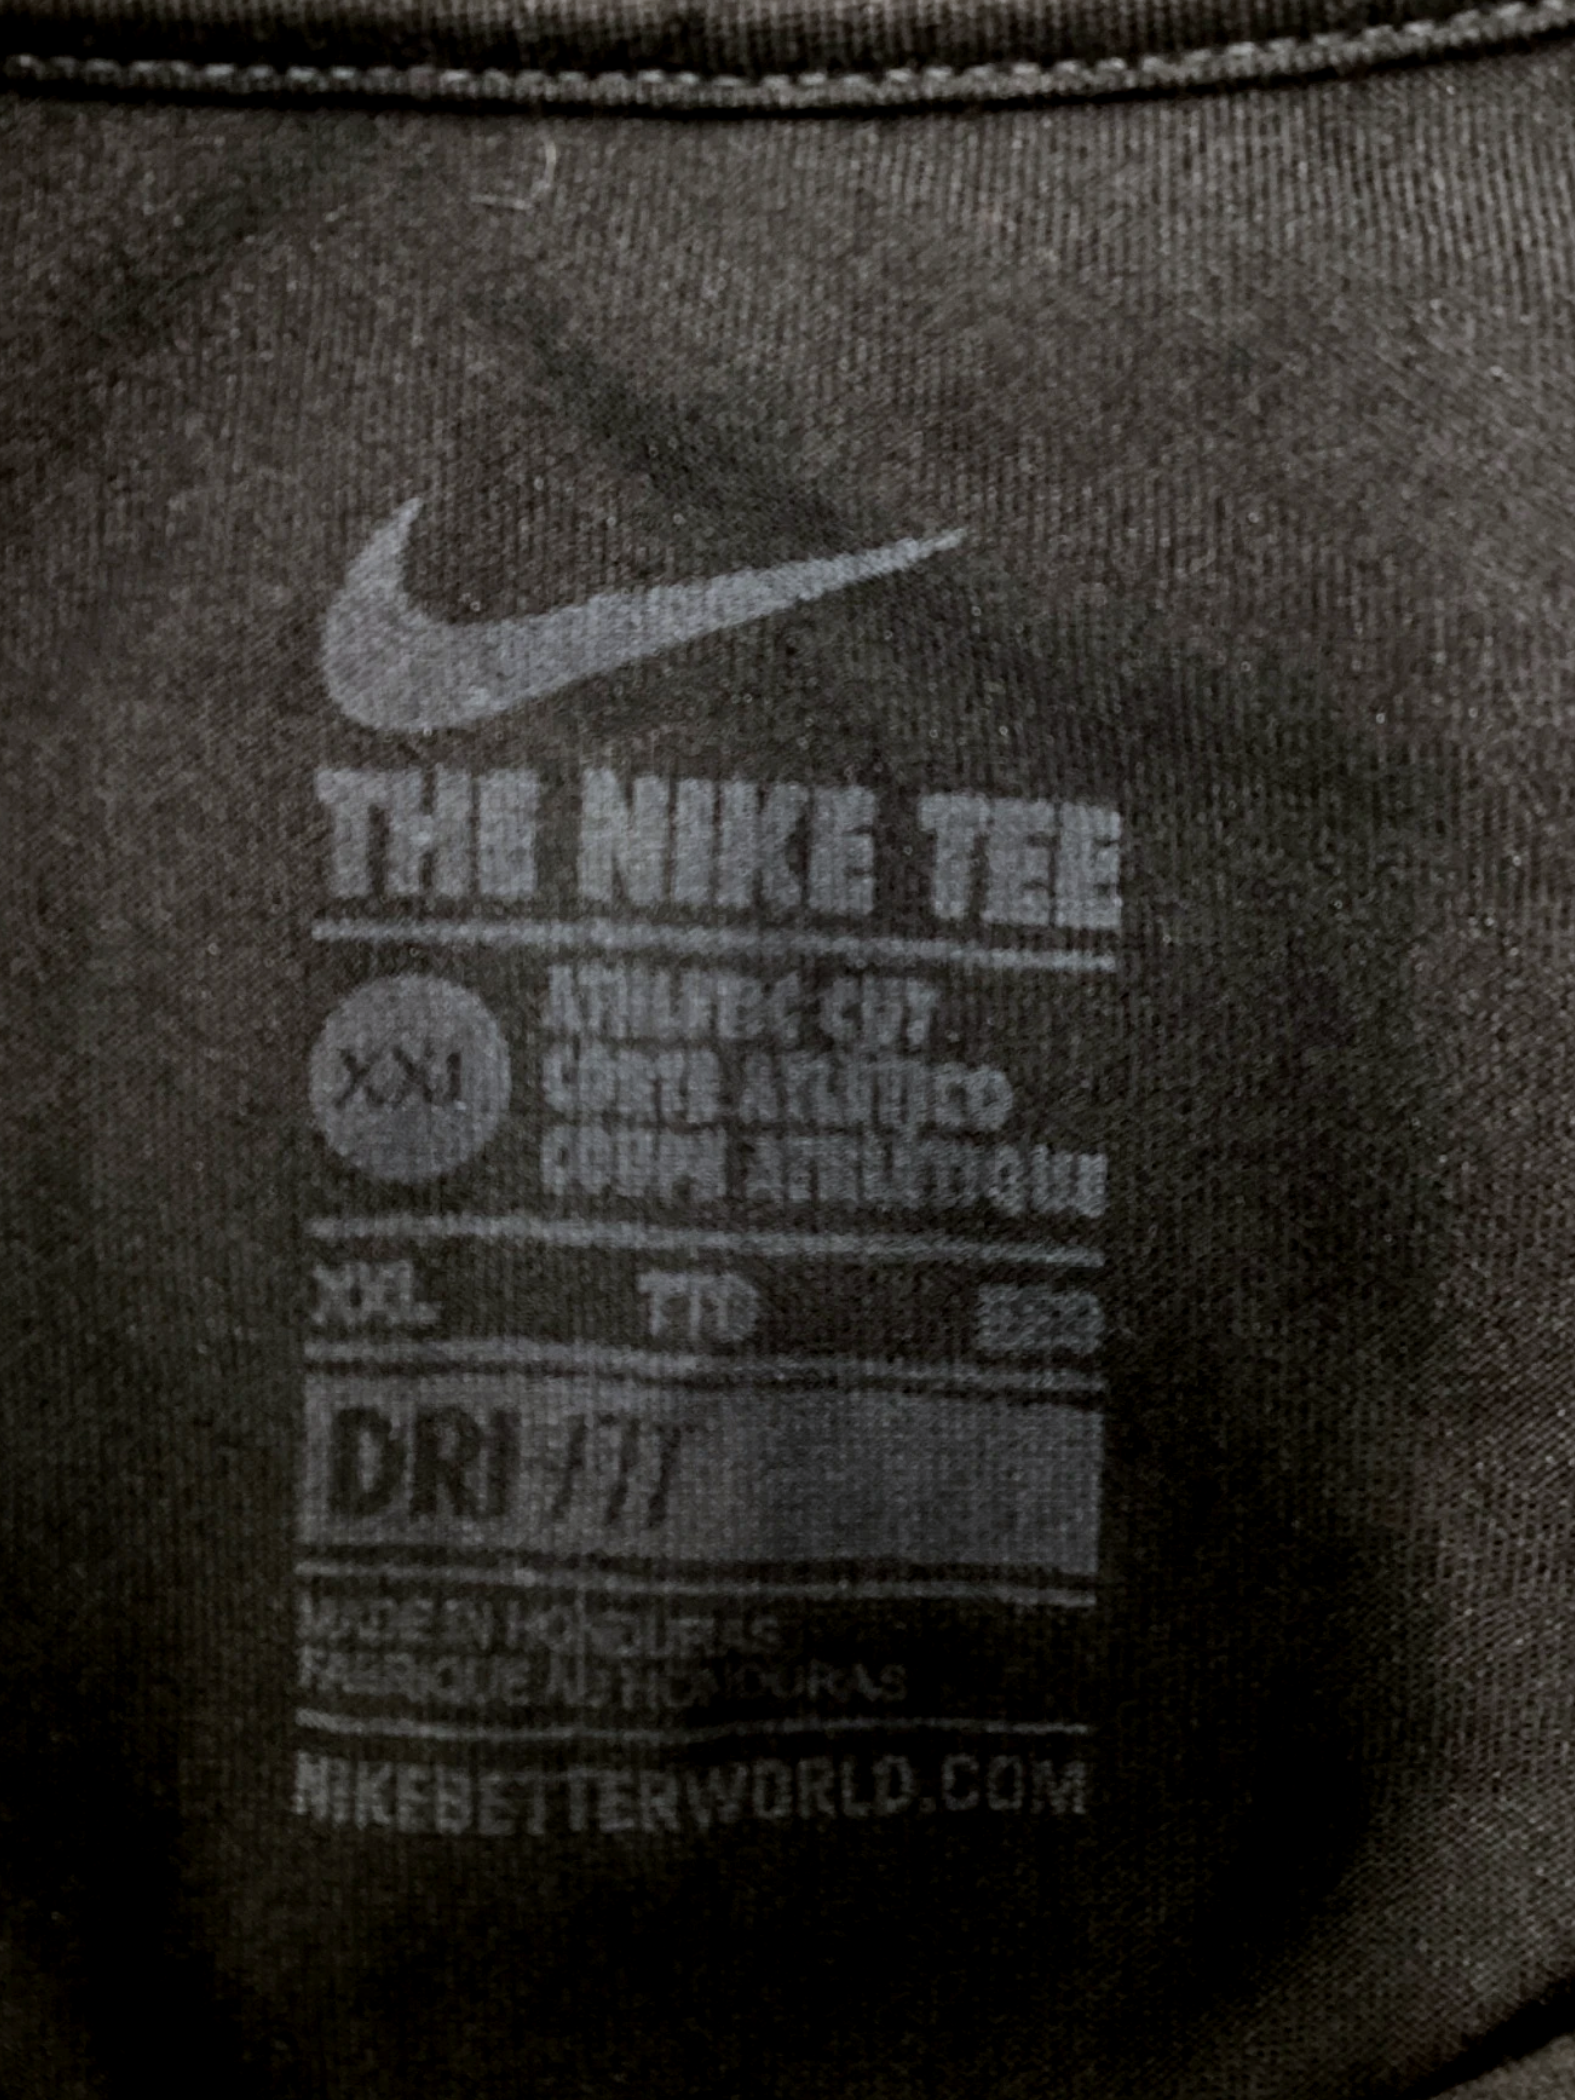 THE NIKE TEE
XXL
ATHLETIC CUT
CORTE ATLÉTICO
COUPE ATHLÉTIQUE
XXL TTG
DRI ///
MADE IN HONDURAS
FABRIQUÉ AU HONDURAS
NIKEBETTERWORLD.COM